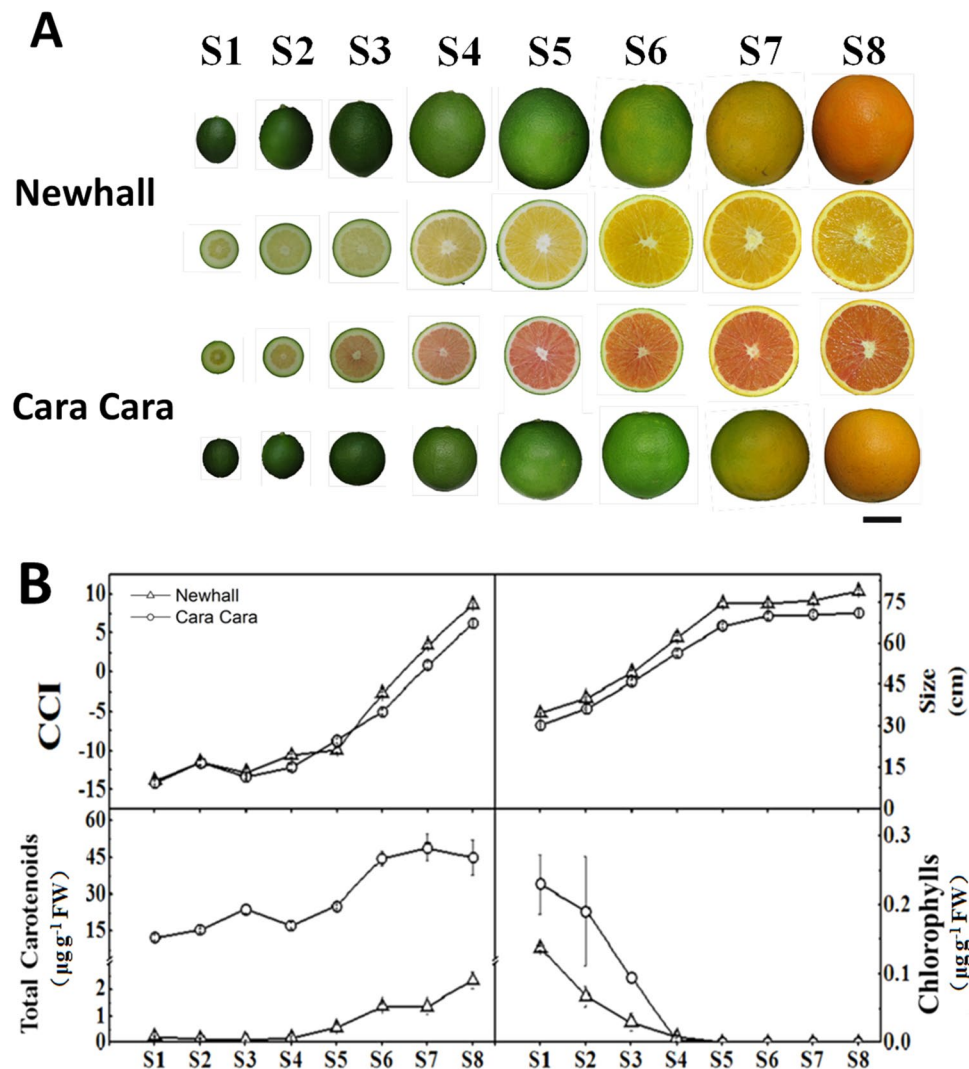 A
S1 S2 S3 S4 S5 S6 S7 S8
Newhall
Cara Cara
B
Newhall
Cara Cara
10
5
0
-5
-10
-15
CCI
75
60
45
30
15
0
Size
(cm)
60
45
30
15
2
1
0
Total Carotenoids
(µg g⁻¹ FW)
0.3
0.2
0.1
0.0
Chlorophylls
(µg g⁻¹ FW)
S1 S2 S3 S4 S5 S6 S7 S8
S1 S2 S3 S4 S5 S6 S7 S8